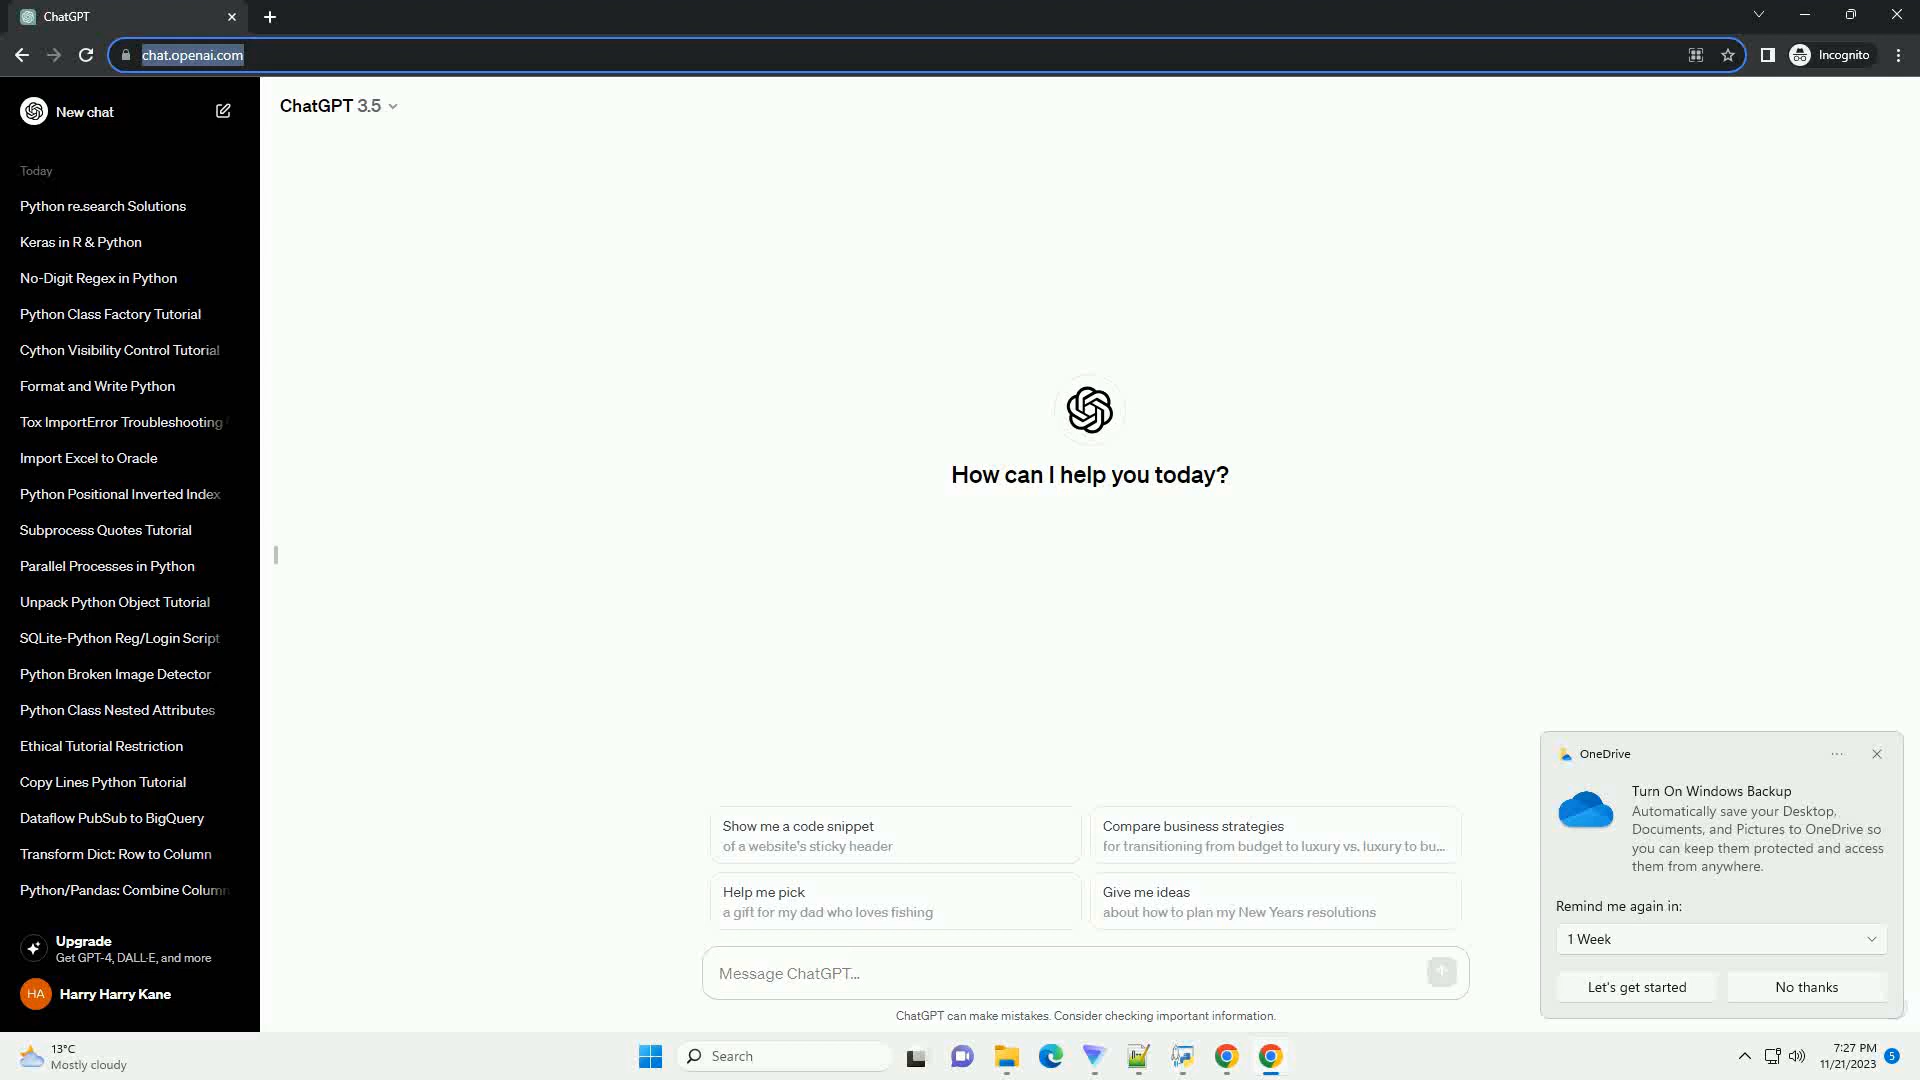 ChatGPT
chat.openai.com
Incognito
New chat
Today
Python re.search Solutions
Keras in R & Python
No-Digit Regex in Python
Python Class Factory Tutorial
Cython Visibility Control Tutorial
Format and Write Python
Tox ImportError Troubleshooting
Import Excel to Oracle
Python Positional Inverted Index
Subprocess Quotes Tutorial
Parallel Processes in Python
Unpack Python Object Tutorial
SQLite-Python Reg/Login Script
Python Broken Image Detector
Python Class Nested Attributes
Ethical Tutorial Restriction
Copy Lines Python Tutorial
Dataflow PubSub to BigQuery
Transform Dict: Row to Column
Python/Pandas: Combine Column
Upgrade
Get GPT-4, DALL·E, and more
HA
Harry Harry Kane
ChatGPT 3.5
How can I help you today?
Show me a code snippet
of a website's sticky header
Compare business strategies
for transitioning from budget to luxury vs. luxury to bu...
Help me pick
a gift for my dad who loves fishing
Give me ideas
about how to plan my New Years resolutions
Message ChatGPT...
ChatGPT can make mistakes. Consider checking important information.
OneDrive
Turn On Windows Backup
Automatically save your Desktop,
Documents, and Pictures to OneDrive so
you can keep them protected and access
them from anywhere.
Remind me again in:
1 Week
Let's get started
No thanks
13°C
Mostly cloudy
Search
7:27 PM
11/21/2023
5